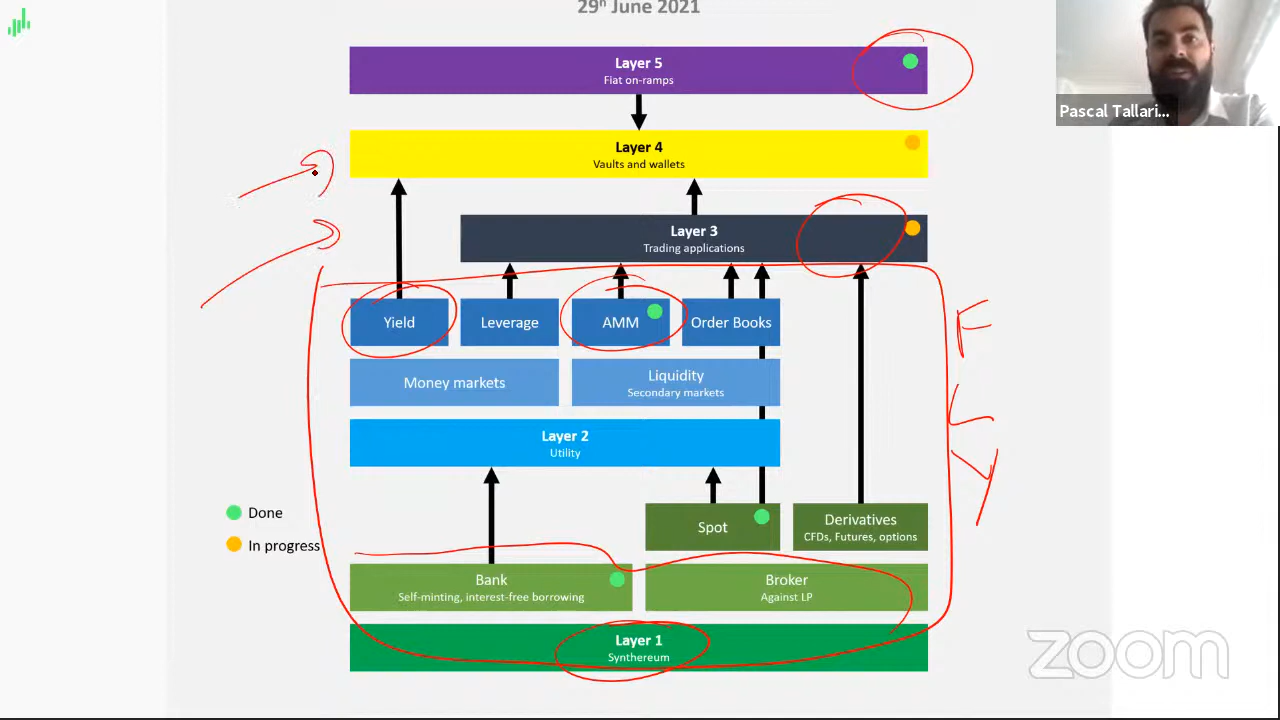 29ᵗʰ June 2021
Layer 5
Fiat on-ramps
Pascal Tallari...
Layer 4
Vaults and wallets
Layer 3
Trading applications
Yield
Leverage
AMM
Order Books
Money markets
Liquidity
Secondary markets
Layer 2
Utility
Done
In progress
Spot
Derivatives
CFDs, Futures, options
Bank
Self-minting, interest-free borrowing
Broker
Against LP
Layer 1
Synthereum
zoom